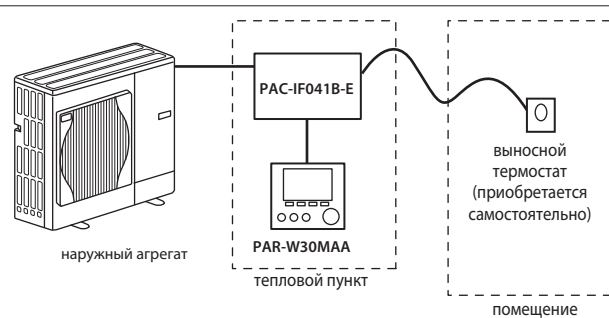 PAC-IF041B-E
выносной
термостат
(приобретается
самостоятельно)
PAR-W30MAA
наружный агрегат
тепловой пункт
помещение